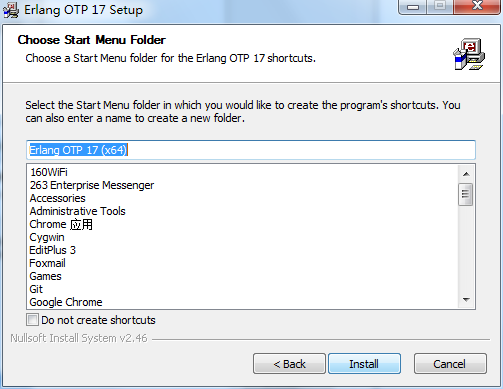 Erlang OTP 17 Setup
Choose Start Menu Folder
Choose a Start Menu folder for the Erlang OTP 17 shortcuts.
Select the Start Menu folder in which you would like to create the program's shortcuts. You
can also enter a name to create a new folder.
Erlang OTP 17 (x64)
160WiFi
263 Enterprise Messenger
Accessories
Administrative Tools
Chrome 应用
Cygwin
EditPlus 3
Foxmail
Games
Git
Google Chrome
Do not create shortcuts
Nullsoft Install System v2.46
< Back
Install
Cancel